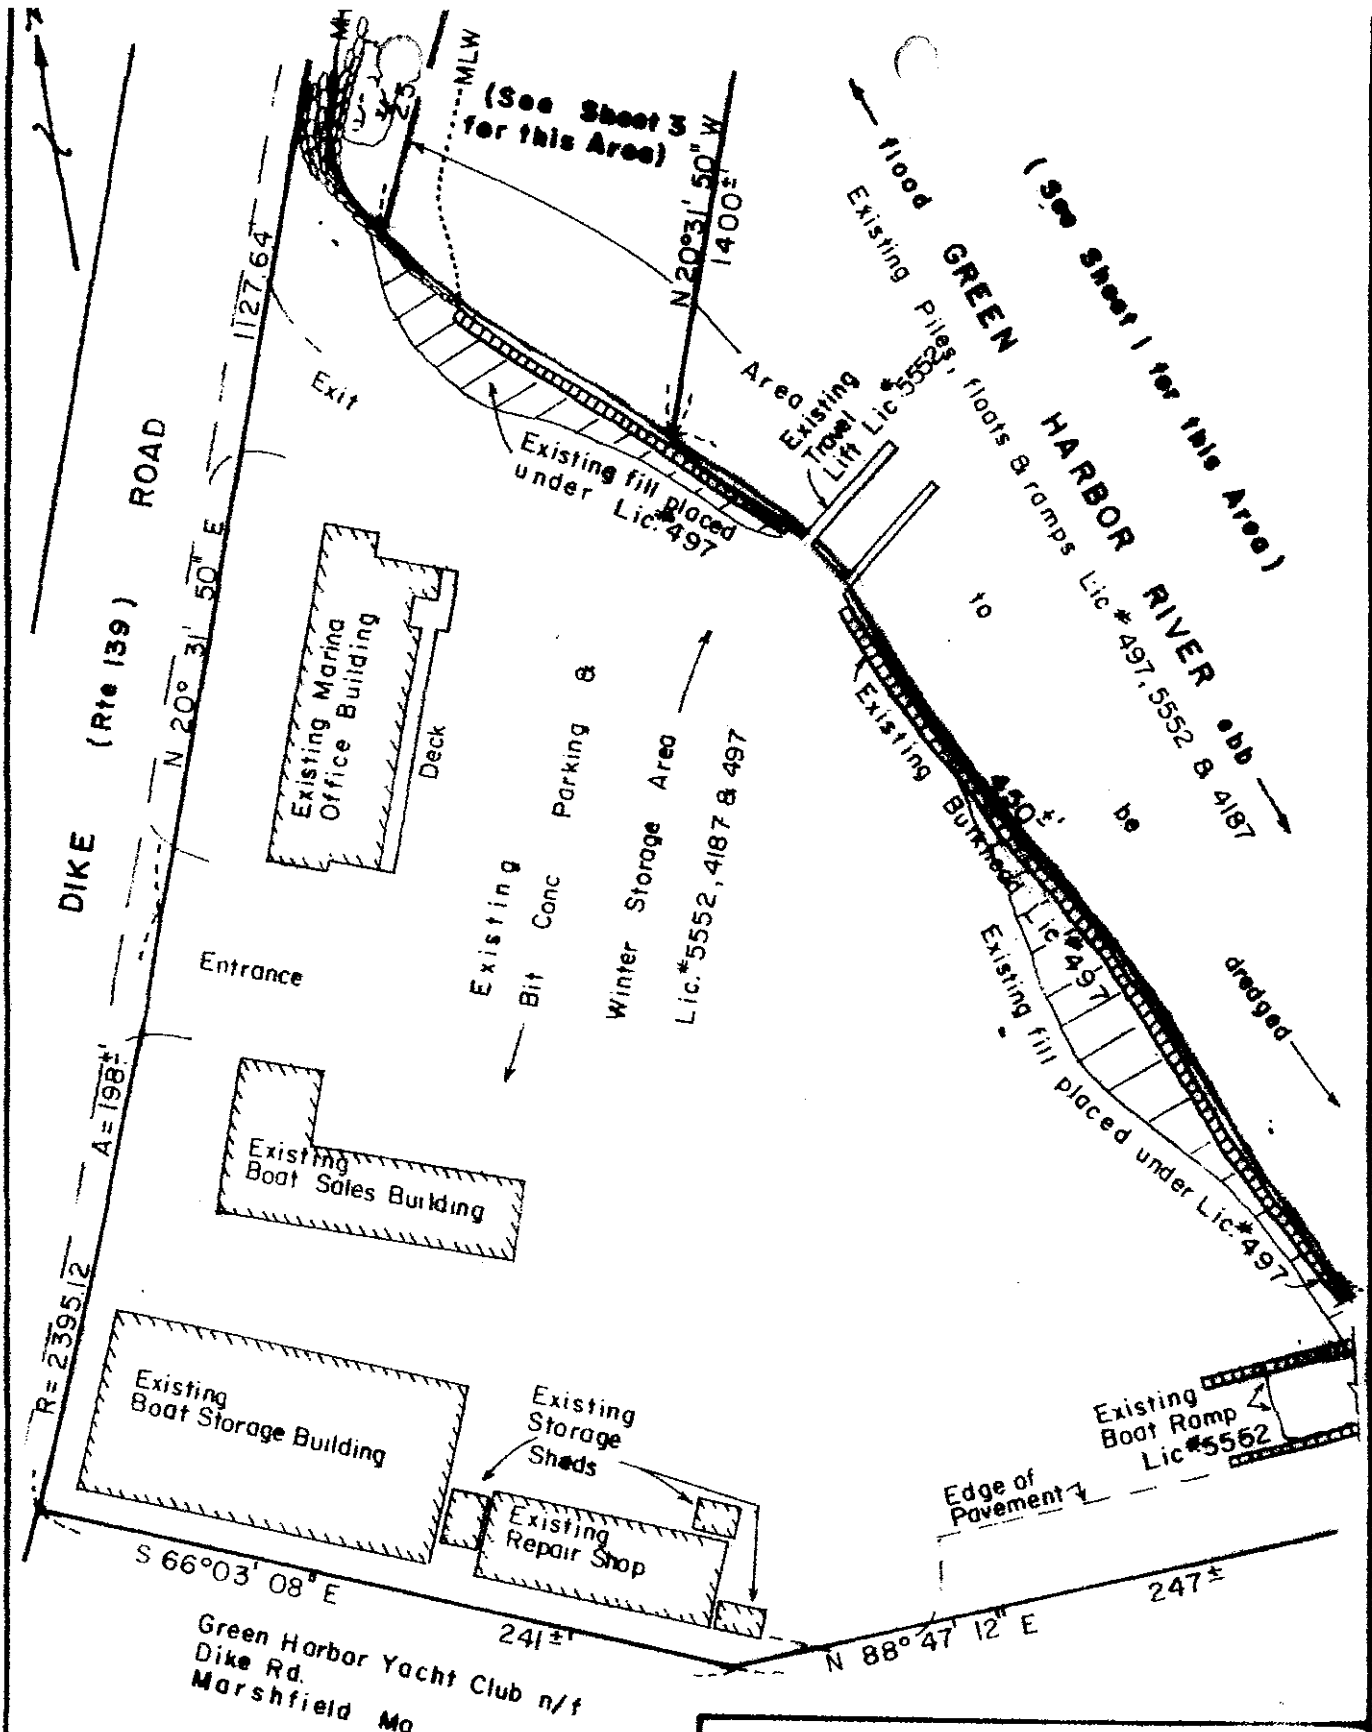 MLW
25
(See Sheet 3
for this Area)
N 20°31' 50" W
1400±'
flood GREEN HARBOR RIVER ebb
Existing Piles, floats & ramps Lic # 497, 5552 & 4187
(See Sheet 1 for this Area)
Area to be dredged
Existing
Travel
Lift Lic.# 5552
1127.64
Exit
DIKE (Rte 139) ROAD
N 20° 31' 50" E
Existing fill placed
under Lic.#497
Existing Marina
Office Building
Deck
Existing
Bit Conc Parking &
Winter Storage Area
Lic.#5552, 4187 & 497
Existing Bulkhead Lic #497
450±'
Existing fill placed under Lic.#497
Entrance
A = 198±'
R = 2395.12
Existing
Boat Sales Building
Existing
Boat Storage Building
Existing
Storage
Sheds
Existing
Repair Shop
Existing
Boat Ramp
Lic #5552
Edge of
Pavement
S 66°03' 08" E
241±'
N 88° 47' 12" E
247±
Green Harbor Yacht Club n/f
Dike Rd.
Marshfield Ma